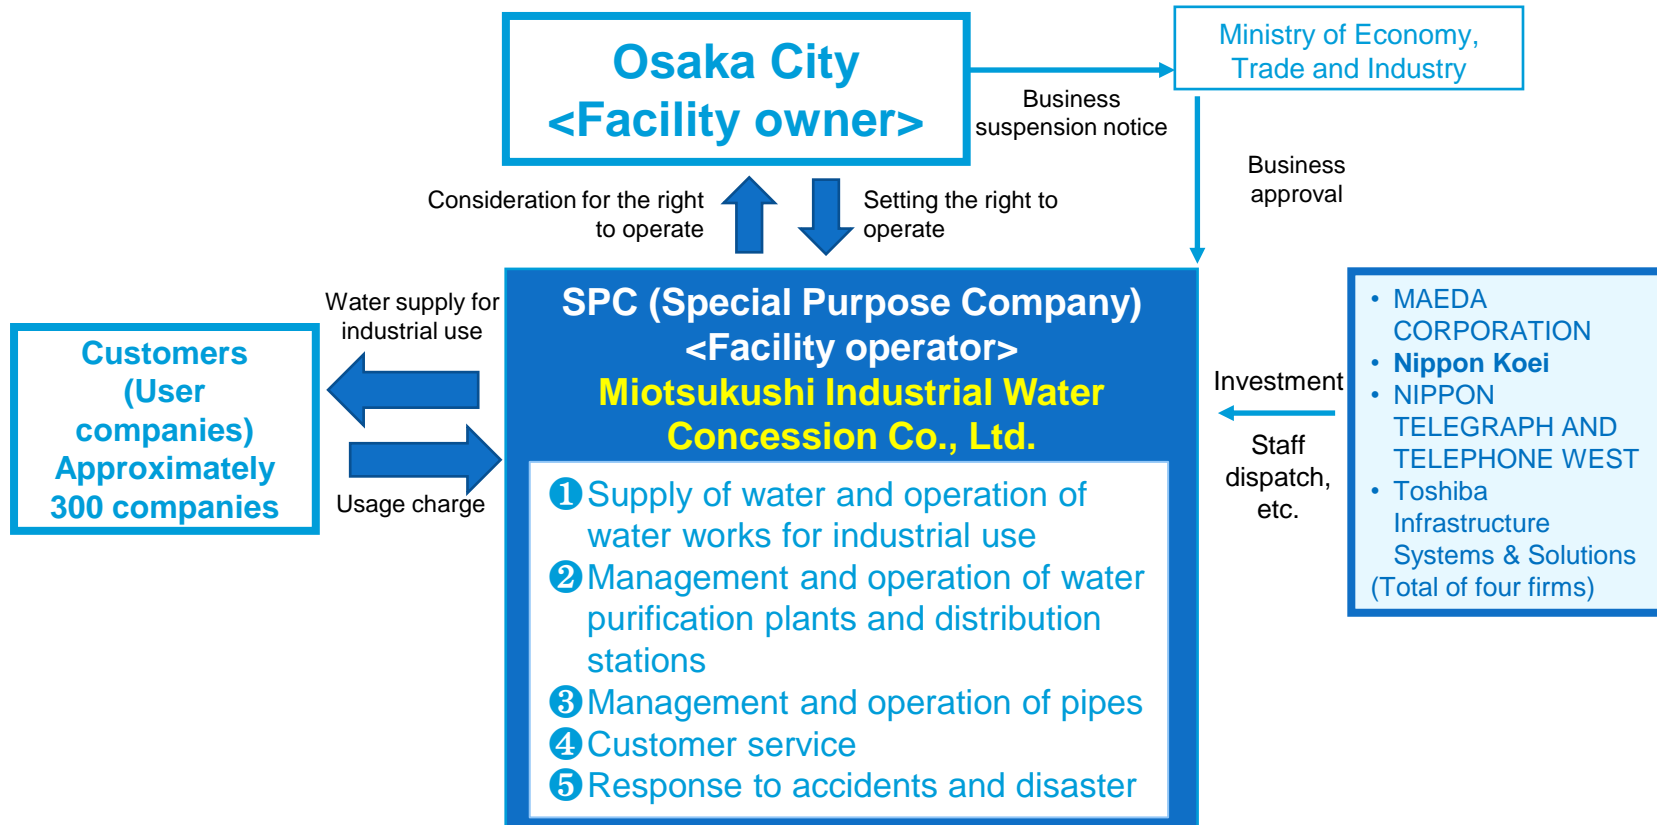 Osaka City
<Facility owner>
Ministry of Economy,
Trade and Industry
Business
suspension notice
Business
approval
Consideration for the right
to operate
Setting the right to
operate
Water supply for
industrial use
Customers
(User
companies)
Approximately
300 companies
Usage charge
SPC (Special Purpose Company)
<Facility operator>
Miotsukushi Industrial Water
Concession Co., Ltd.
❶Supply of water and operation of
water works for industrial use
❷Management and operation of water
purification plants and distribution
stations
❸Management and operation of pipes
❹Customer service
❺Response to accidents and disaster
Investment
Staff
dispatch,
etc.
• MAEDA
CORPORATION
• Nippon Koei
• NIPPON
TELEGRAPH AND
TELEPHONE WEST
• Toshiba
Infrastructure
Systems & Solutions
(Total of four firms)